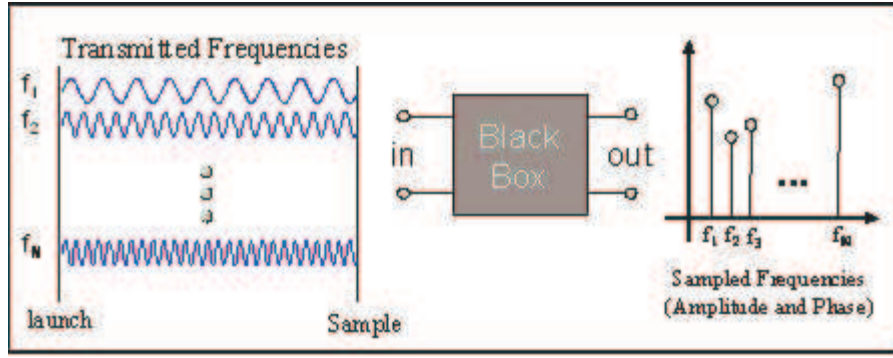 Transmitted Frequencies
f1
f2
fN
launch
Sample
in
Black
Box
out
...
f1 f2 f3 fN
Sampled Frequencies
(Amplitude and Phase)